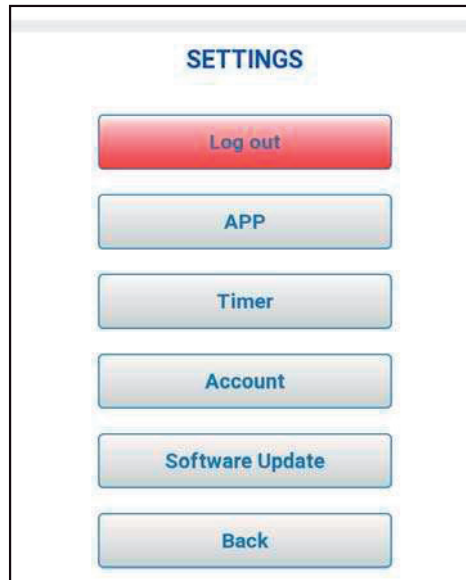 SETTINGS
Log out
APP
Timer
Account
Software Update
Back